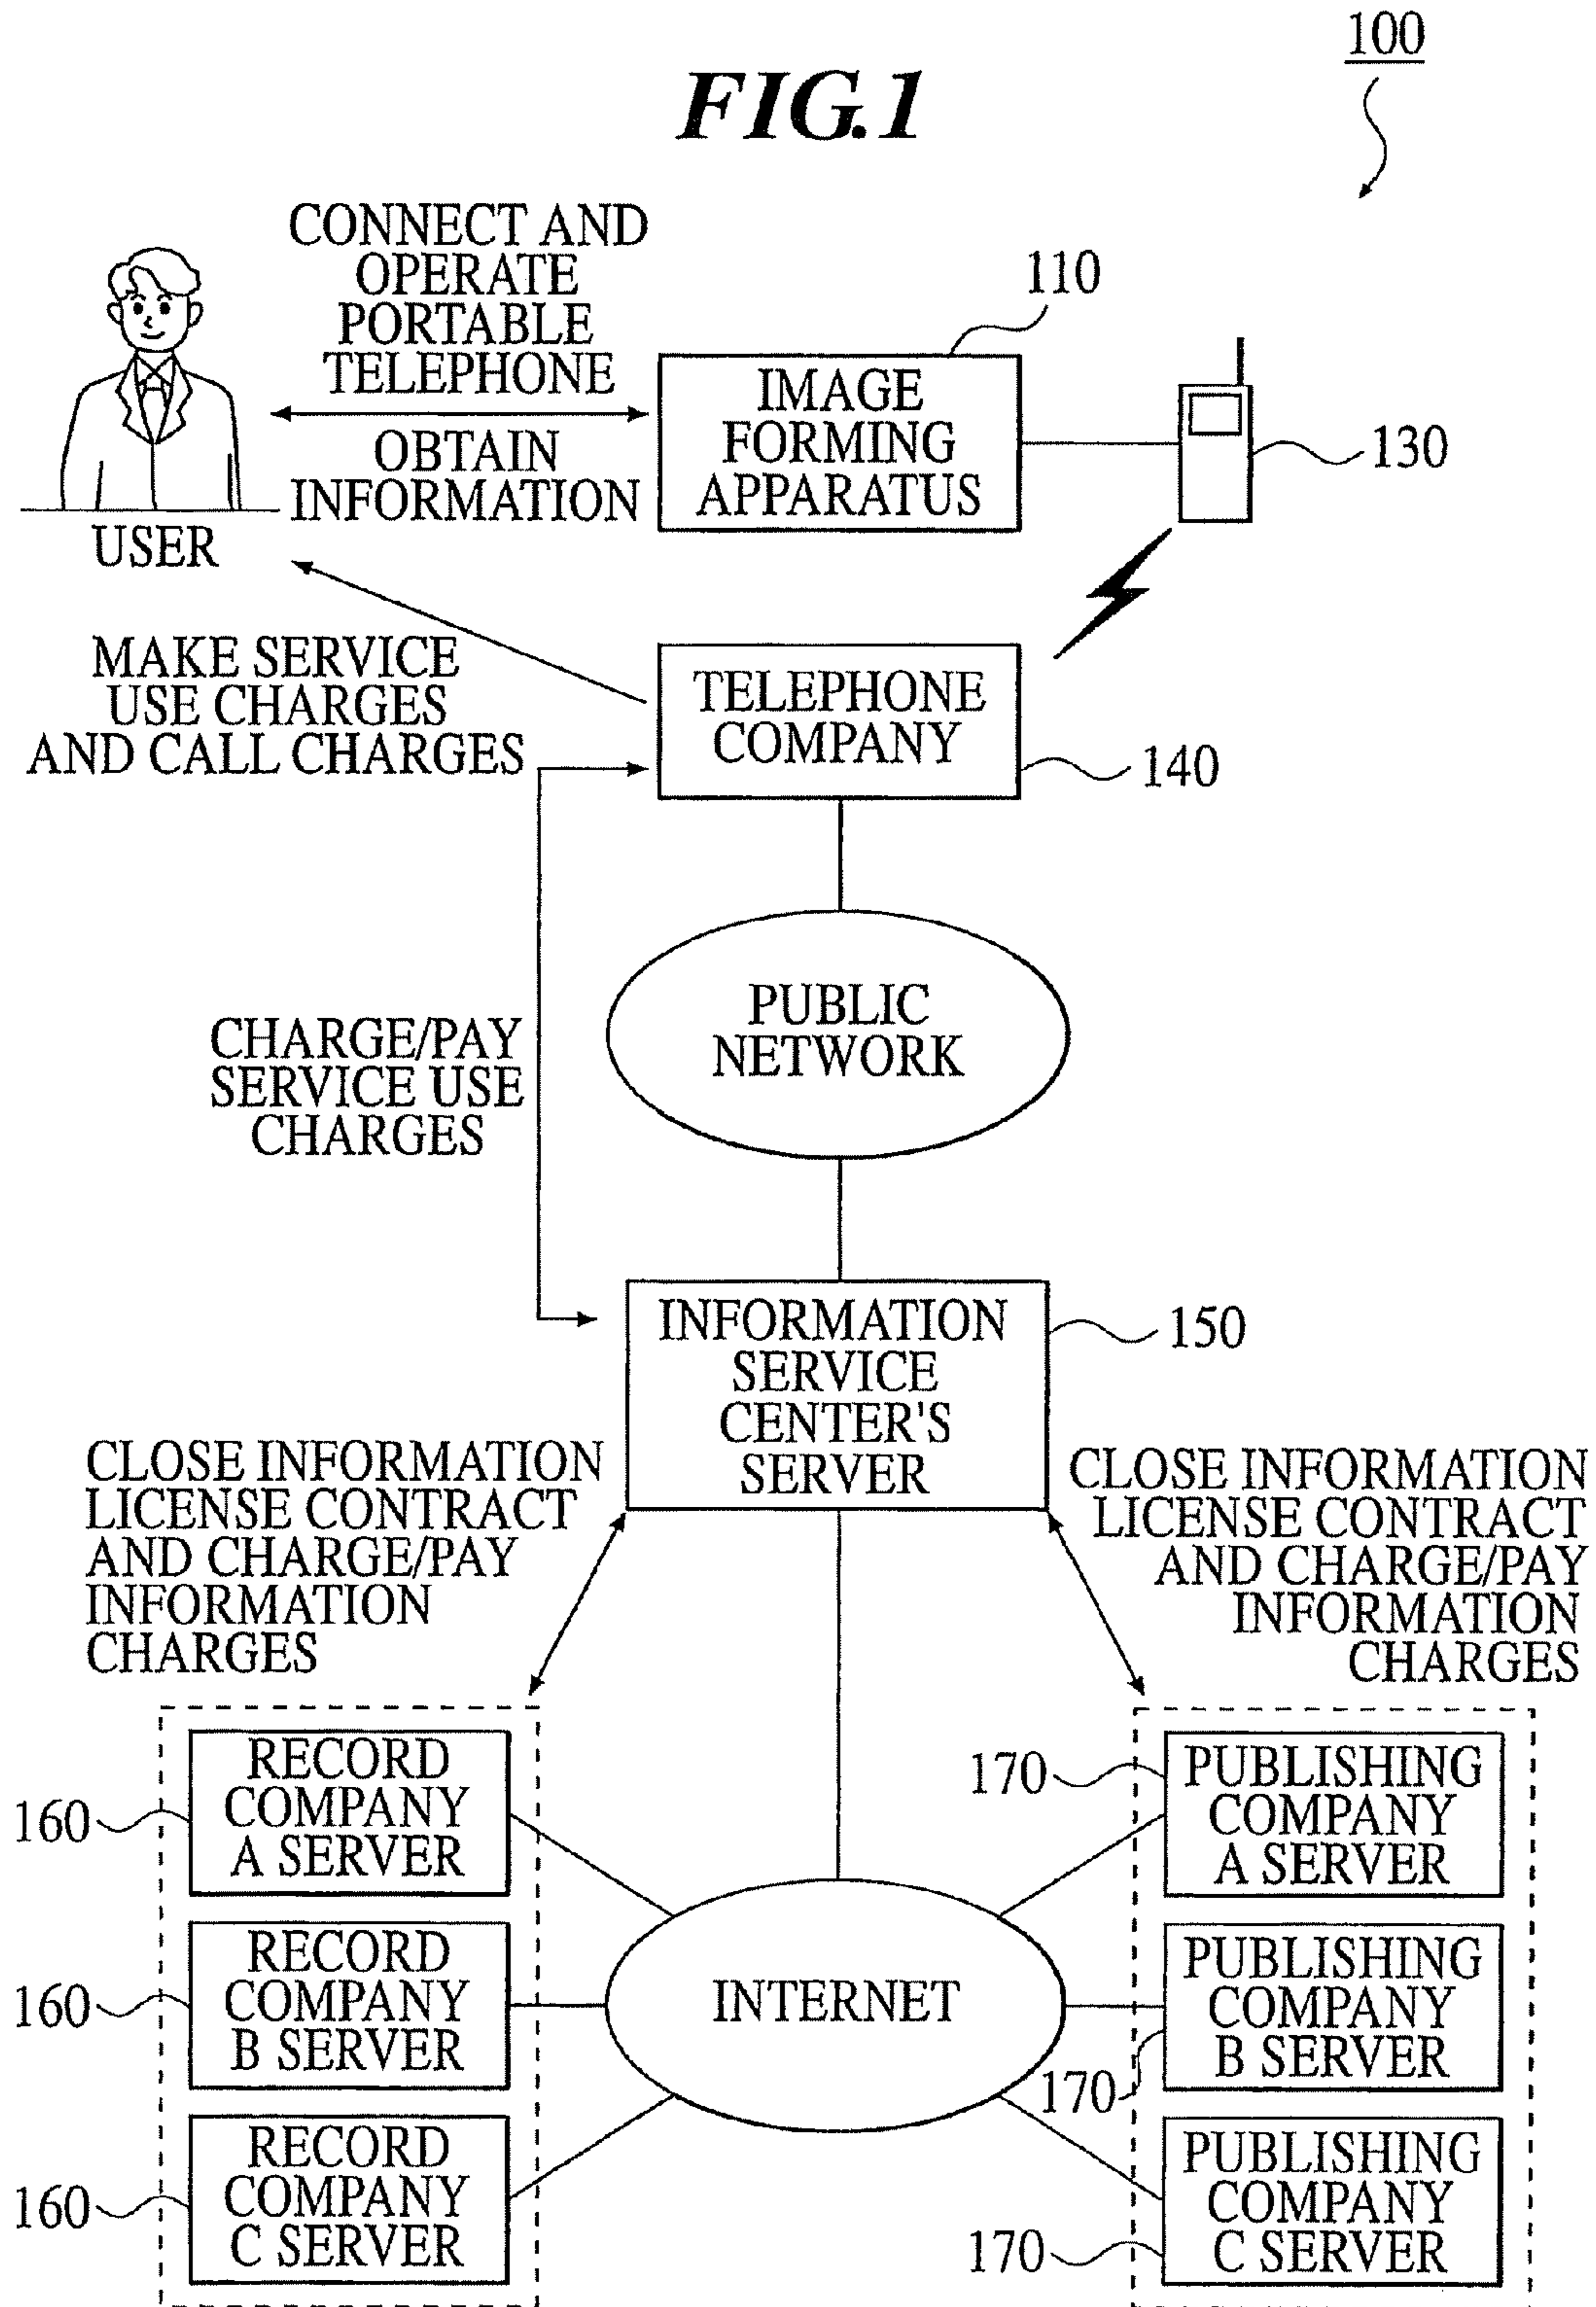 100
FIG.1
CONNECT AND
OPERATE
PORTABLE
TELEPHONE
OBTAIN
INFORMATION
USER
110
IMAGE
FORMING
APPARATUS
130
MAKE SERVICE
USE CHARGES
AND CALL CHARGES
TELEPHONE
COMPANY
140
PUBLIC
NETWORK
CHARGE/PAY
SERVICE USE
CHARGES
INFORMATION
SERVICE
CENTER'S
SERVER
150
CLOSE INFORMATION
LICENSE CONTRACT
AND CHARGE/PAY
INFORMATION
CHARGES
CLOSE INFORMATION
LICENSE CONTRACT
AND CHARGE/PAY
INFORMATION
CHARGES
160
RECORD
COMPANY
A SERVER
160
RECORD
COMPANY
B SERVER
160
RECORD
COMPANY
C SERVER
INTERNET
170
PUBLISHING
COMPANY
A SERVER
170
PUBLISHING
COMPANY
B SERVER
170
PUBLISHING
COMPANY
C SERVER